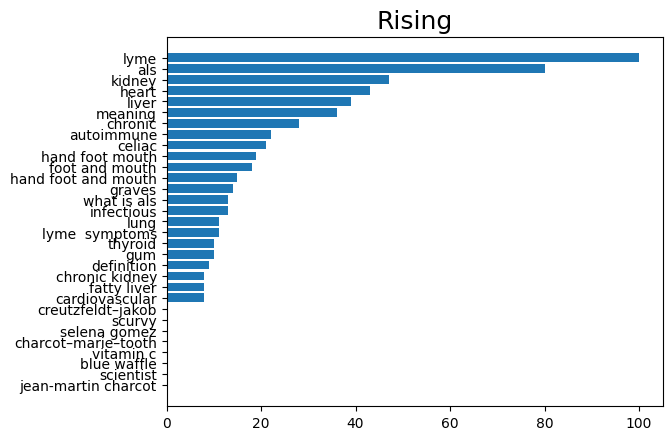 Rising
lyme
als
kidney
heart
liver
meaning
chronic
autoimmune
celiac
hand foot mouth
foot and mouth
hand foot and mouth
graves
what is als
infectious
lung
lyme  symptoms
thyroid
gum
definition
chronic kidney
fatty liver
cardiovascular
creutzfeldt–jakob
scurvy
selena gomez
charcot–marie–tooth
vitamin c
blue waffle
scientist
jean-martin charcot
0 20 40 60 80 100